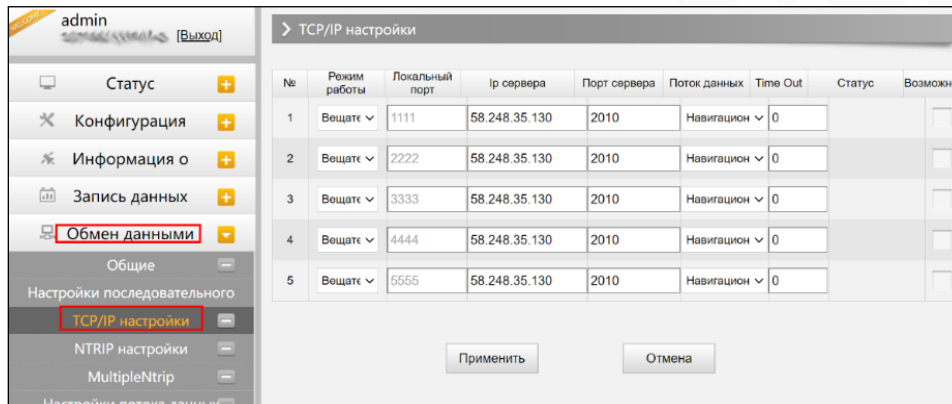 WELCOME
admin
[Выход]
Статус
Конфигурация
Информация о
Запись данных
Обмен данными
Общие
Настройки последовательного
TCP/IP настройки
NTRIP настройки
MultipleNtrip
Настройки потока данных
TCP/IP настройки
№ Режим работы Локальный порт Ip сервера Порт сервера Поток данных Time Out Статус Возможн
1 Вещате 1111 58.248.35.130 2010 Навигацион 0
2 Вещате 2222 58.248.35.130 2010 Навигацион 0
3 Вещате 3333 58.248.35.130 2010 Навигацион 0
4 Вещате 4444 58.248.35.130 2010 Навигацион 0
5 Вещате 5555 58.248.35.130 2010 Навигацион 0
Применить Отмена